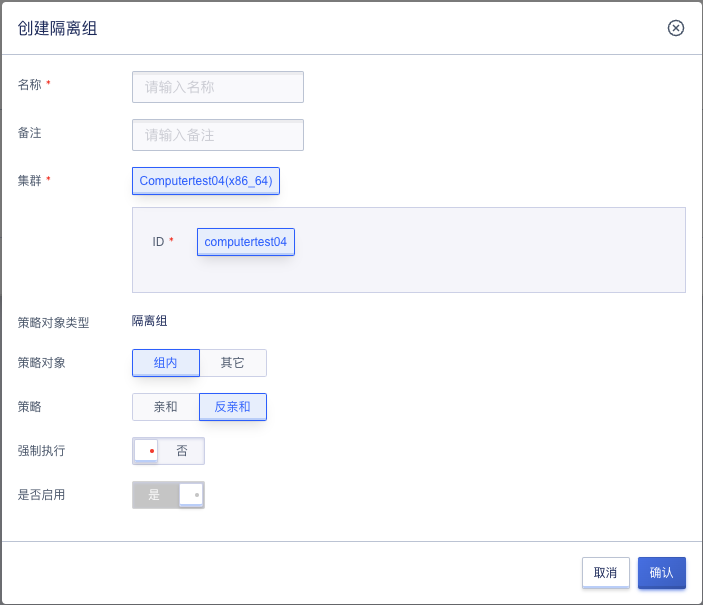 创建隔离组
名称 *
请输入名称
备注
请输入备注
集群 *
Computertest04(x86_64)
ID *
computertest04
策略对象类型
隔离组
策略对象
组内 其它
策略
亲和 反亲和
强制执行
否
是否启用
是
取消 确认